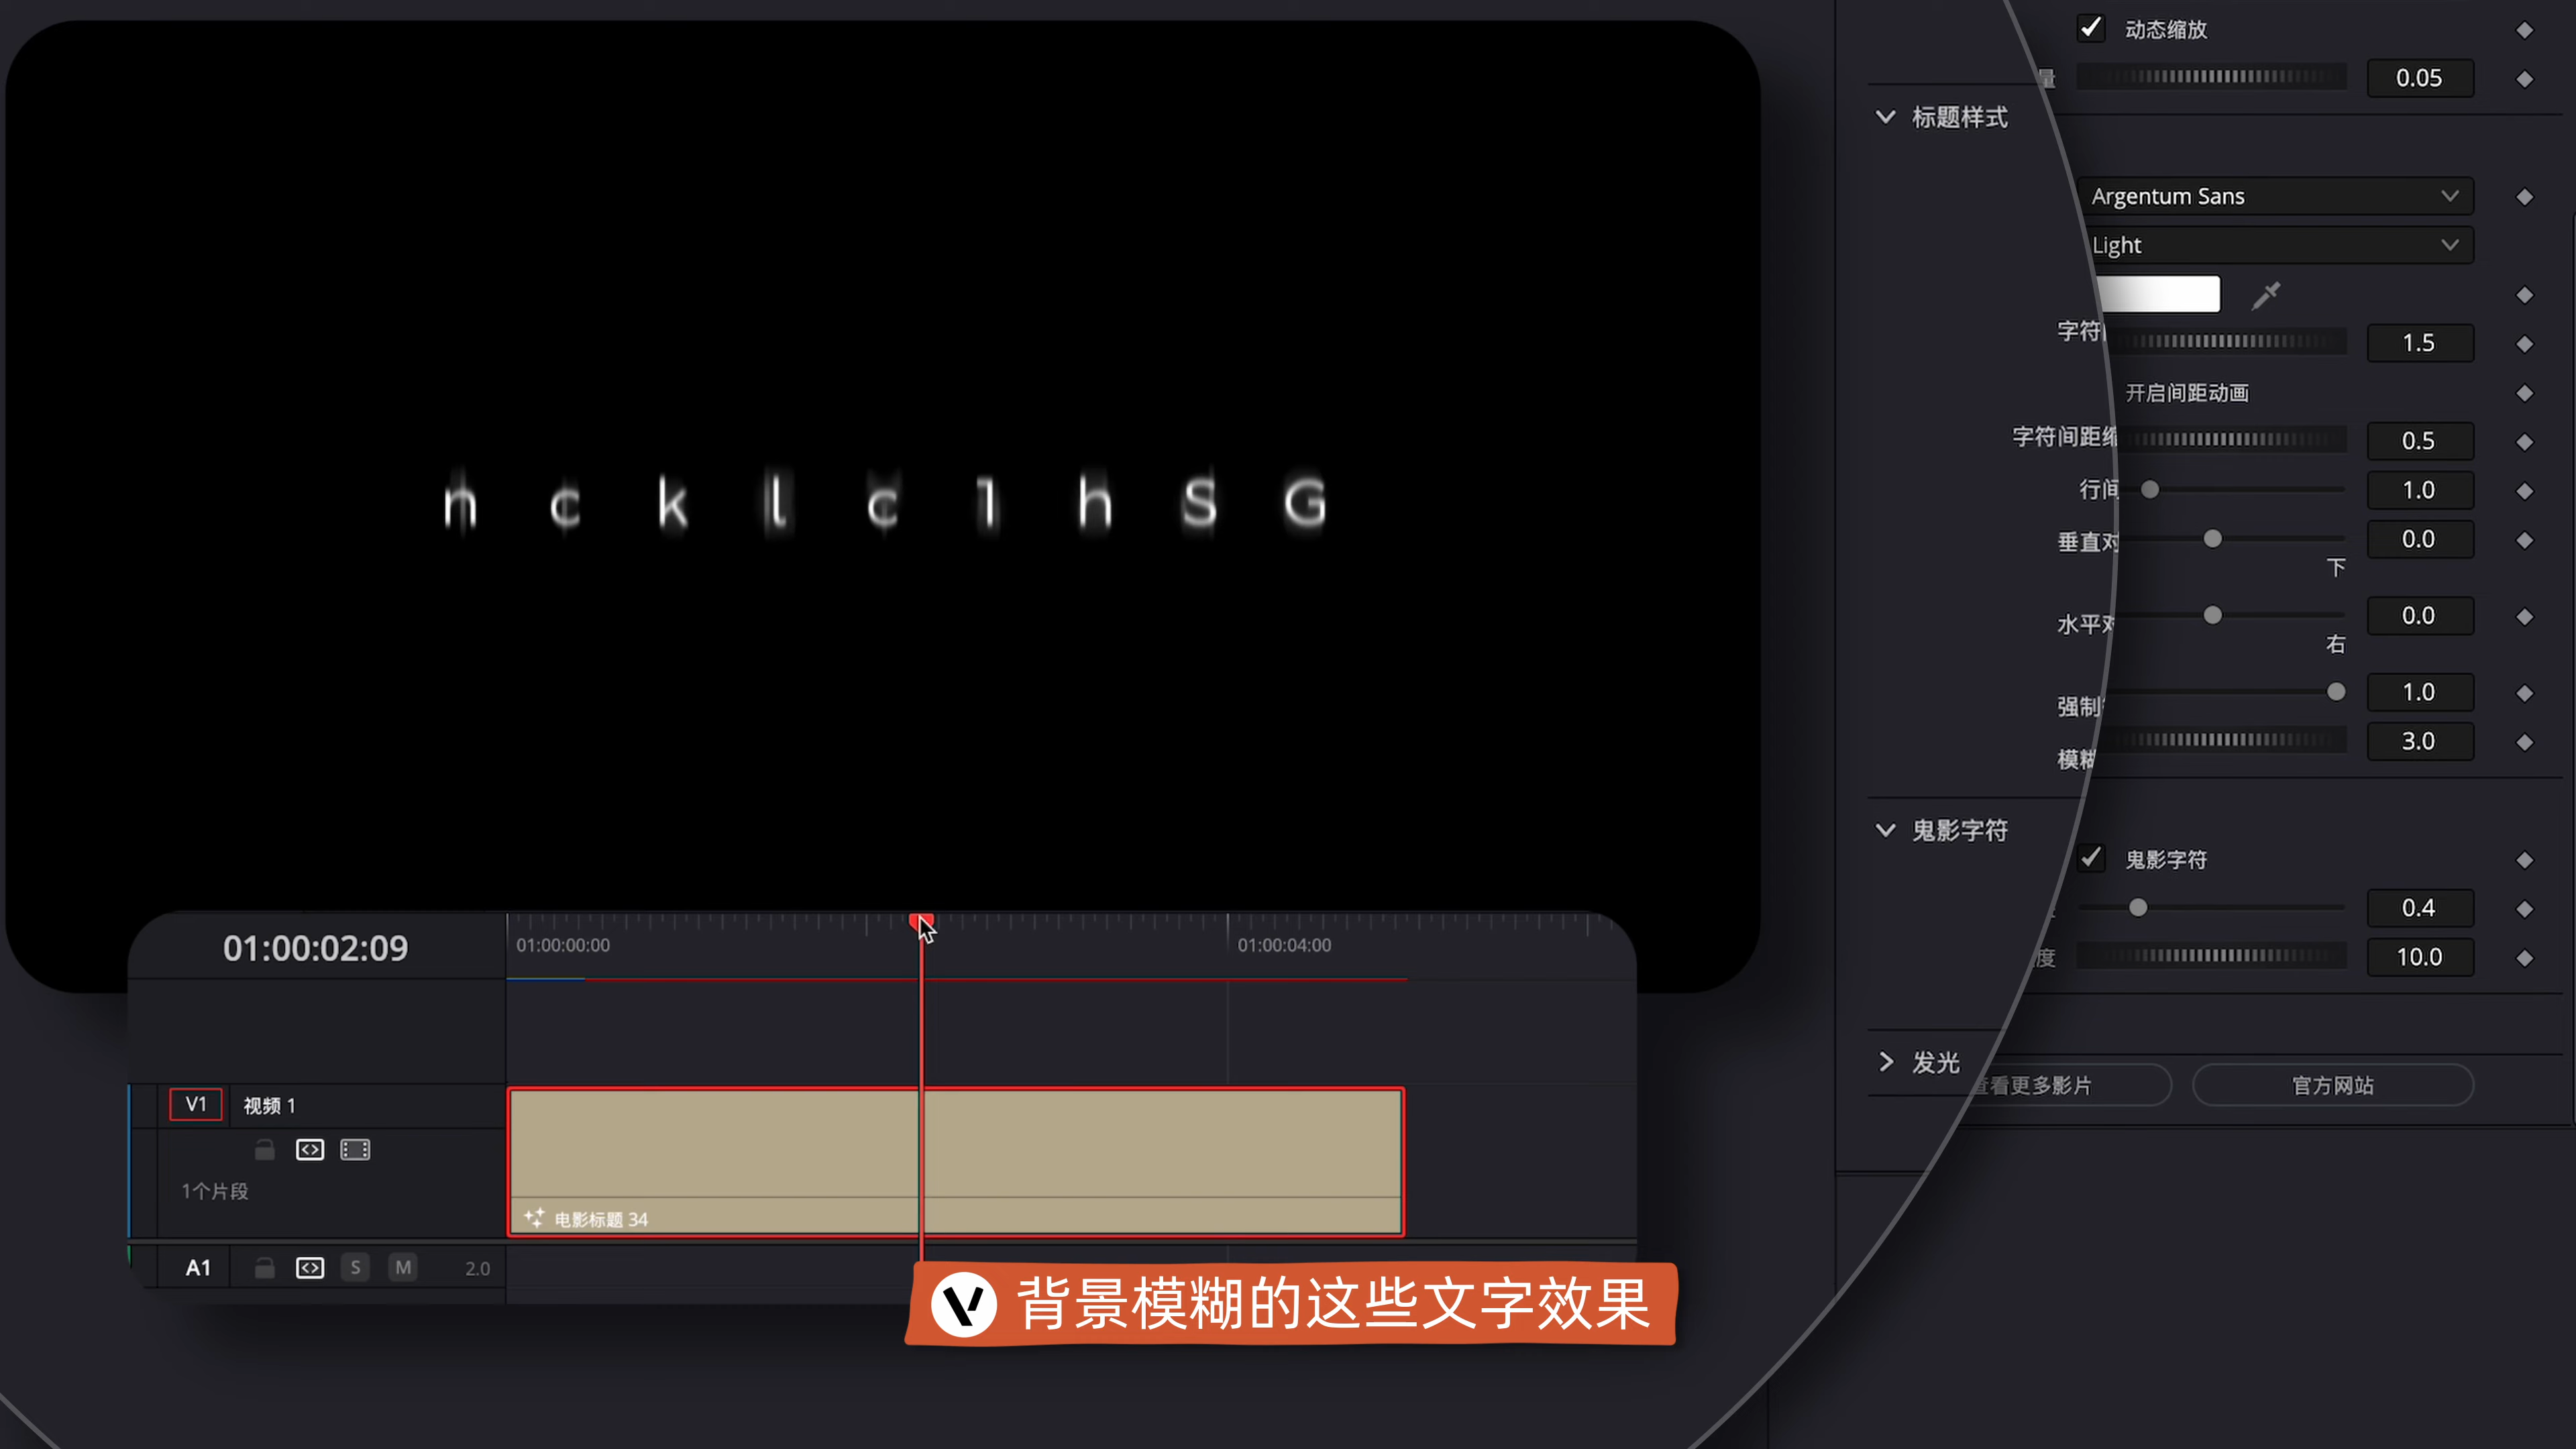 n c k l c 1 h S G
01:00:02:09
01:00:00:00
01:00:04:00
V1
视频 1
1个片段
电影标题 34
A1
S
M
2.0
背景模糊的这些文字效果
动态缩放
量
0.05
标题样式
Argentum Sans
Light
字符
1.5
开启间距动画
字符间距
0.5
行间
1.0
垂直
0.0
下
水平
0.0
右
强制
1.0
模糊
3.0
鬼影字符
鬼影字符
0.4
度
10.0
发光
查看更多影片
官方网站